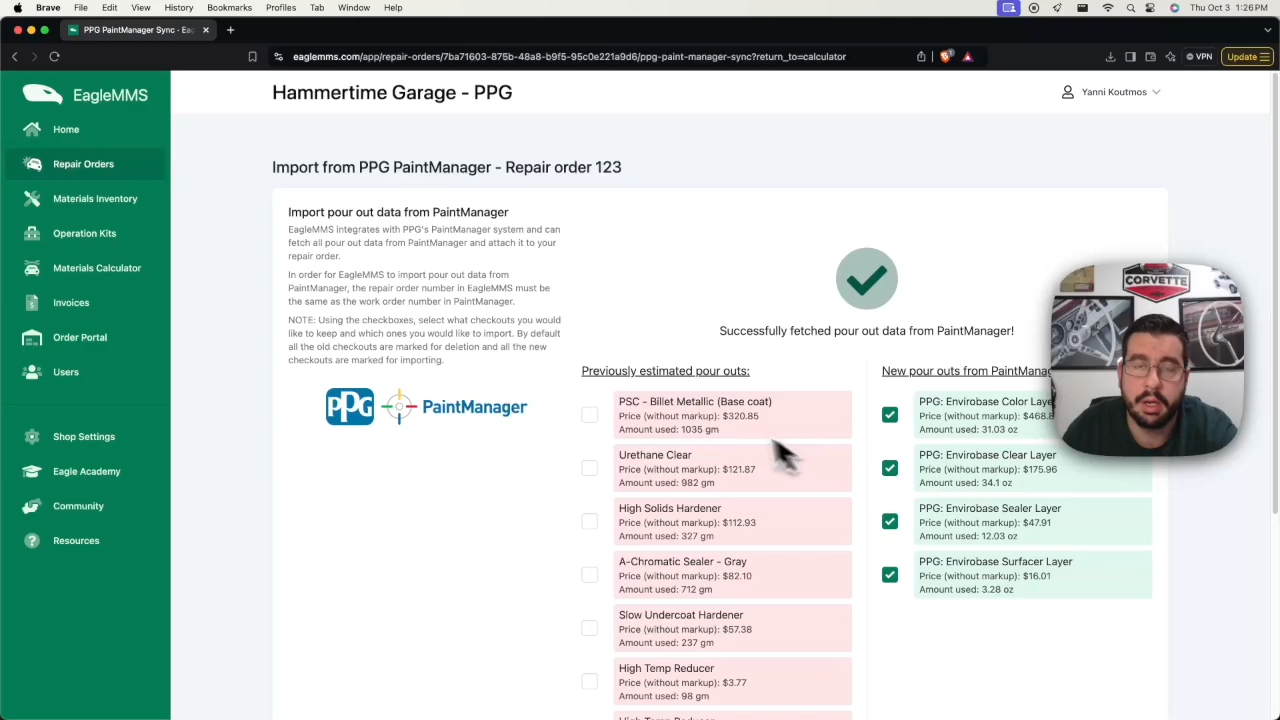 Brave File Edit View History Bookmarks Profiles Tab Window Help Thu Oct 3 1:26 PM
PPG PaintManager Sync - Eag
eaglemms.com/app/repair-orders/7ba71603-875b-48a8-b9f5-95c0e221a9d6/ppg-paint-manager-sync?return_to=calculator
VPN
Update
EagleMMS
Hammertime Garage - PPG
Yanni Koutmos
Home
Repair Orders
Materials Inventory
Operation Kits
Materials Calculator
Invoices
Order Portal
Users
Shop Settings
Eagle Academy
Community
Resources
Import from PPG PaintManager - Repair order 123
Import pour out data from PaintManager
EagleMMS integrates with PPG's PaintManager system and can
fetch all pour out data from PaintManager and attach it to your
repair order.
In order for EagleMMS to import pour out data from
PaintManager, the repair order number in EagleMMS must be
the same as the work order number in PaintManager.
NOTE: Using the checkboxes, select what checkouts you would
like to keep and which ones you would like to import. By default
all the old checkouts are marked for deletion and all the new
checkouts are marked for importing.
PPG PaintManager
Successfully fetched pour out data from PaintManager!
Previously estimated pour outs:
PSC - Billet Metallic (Base coat)
Price (without markup): $320.85
Amount used: 1035 gm
Urethane Clear
Price (without markup): $121.87
Amount used: 982 gm
High Solids Hardener
Price (without markup): $112.93
Amount used: 327 gm
A-Chromatic Sealer - Gray
Price (without markup): $82.10
Amount used: 712 gm
Slow Undercoat Hardener
Price (without markup): $57.38
Amount used: 237 gm
High Temp Reducer
Price (without markup): $3.77
Amount used: 98 gm
High Temp Reducer
New pour outs from PaintManag
PPG: Envirobase Color Laye
Price (without markup): $468.8
Amount used: 31.03 oz
PPG: Envirobase Clear Layer
Price (without markup): $175.96
Amount used: 34.1 oz
PPG: Envirobase Sealer Layer
Price (without markup): $47.91
Amount used: 12.03 oz
PPG: Envirobase Surfacer Layer
Price (without markup): $16.01
Amount used: 3.28 oz
CORVETTE